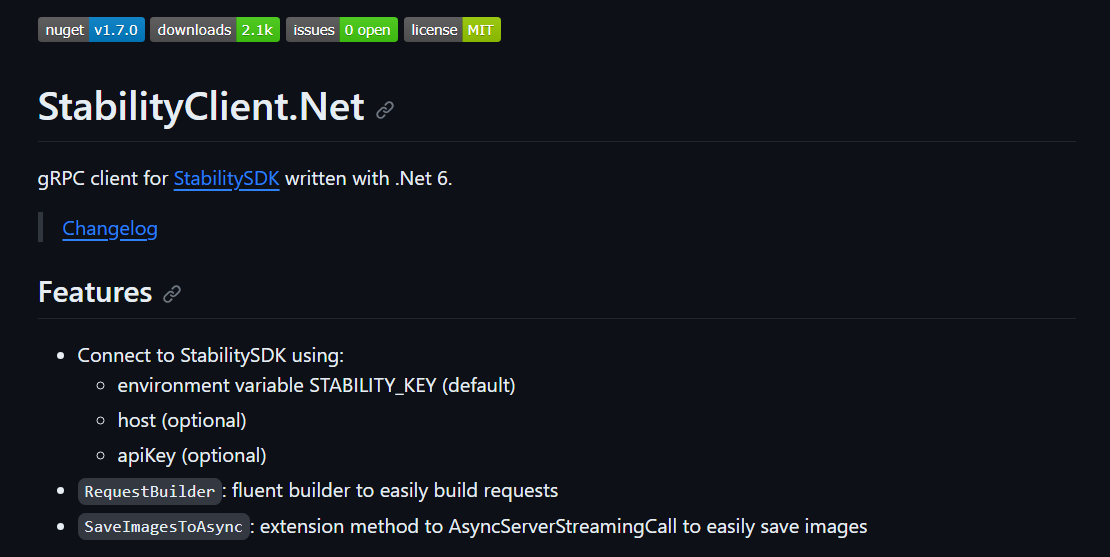 nuget v1.7.0 downloads 2.1k issues 0 open license MIT
StabilityClient.Net
gRPC client for StabilitySDK written with .Net 6.
Changelog
Features
Connect to StabilitySDK using:
environment variable STABILITY_KEY (default)
host (optional)
apiKey (optional)
RequestBuilder: fluent builder to easily build requests
SaveImagesToAsync: extension method to AsyncServerStreamingCall to easily save images